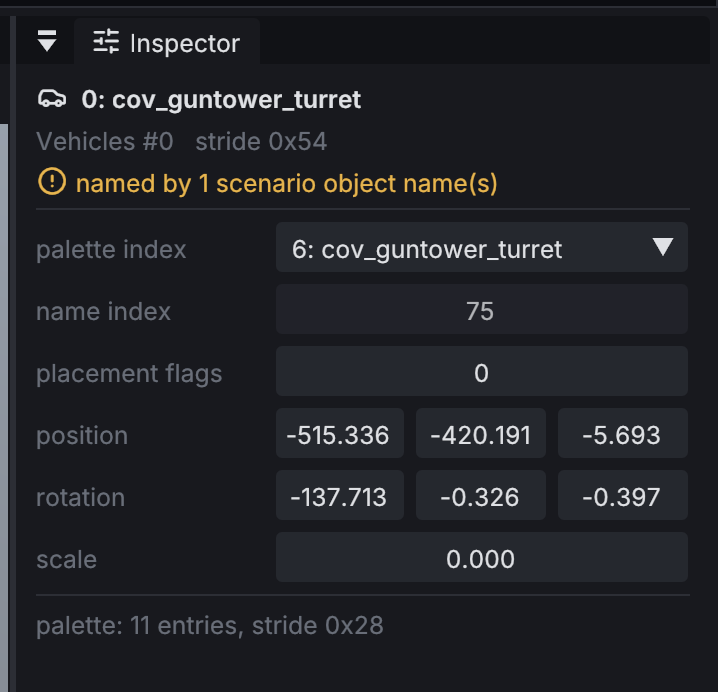 Inspector
0: cov_guntower_turret
Vehicles #0 stride 0x54
named by 1 scenario object name(s)
palette index 6: cov_guntower_turret
name index 75
placement flags 0
position -515.336 -420.191 -5.693
rotation -137.713 -0.326 -0.397
scale 0.000
palette: 11 entries, stride 0x28